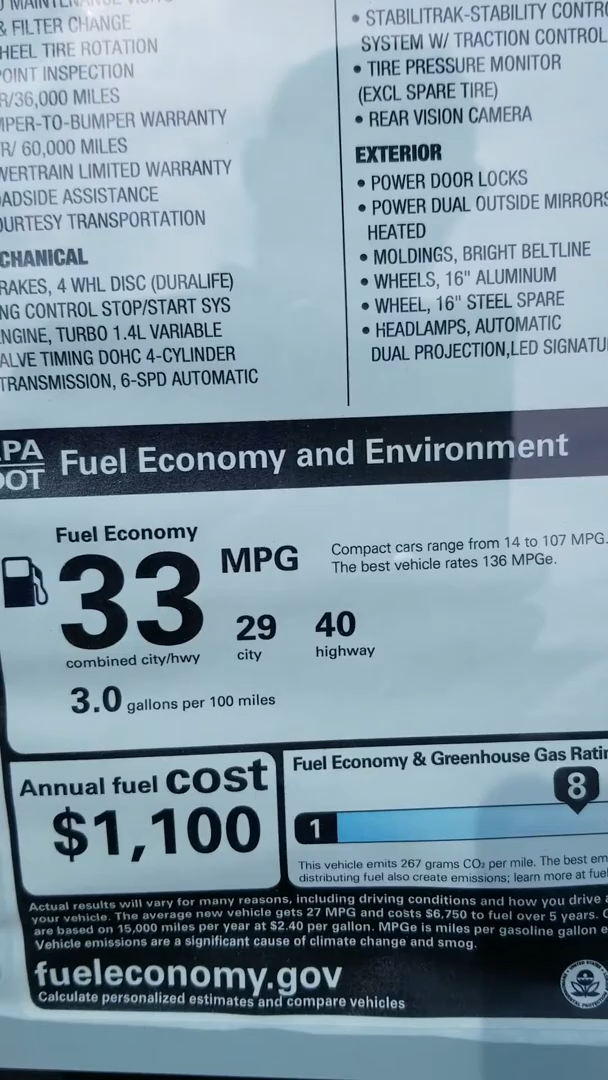 MAINTENANCE
& FILTER CHANGE
HEEL TIRE ROTATION
OINT INSPECTION
R/36,000 MILES
MPER-TO-BUMPER WARRANTY
R/ 60,000 MILES
WERTRAIN LIMITED WARRANTY
ADSIDE ASSISTANCE
OURTESY TRANSPORTATION
CHANICAL
RAKES, 4 WHL DISC (DURALIFE)
NG CONTROL STOP/START SYS
NGINE, TURBO 1.4L VARIABLE
ALVE TIMING DOHC 4-CYLINDER
TRANSMISSION, 6-SPD AUTOMATIC
• STABILITRAK-STABILITY CONTRO
SYSTEM W/ TRACTION CONTROL
• TIRE PRESSURE MONITOR
(EXCL SPARE TIRE)
• REAR VISION CAMERA
EXTERIOR
• POWER DOOR LOCKS
• POWER DUAL OUTSIDE MIRRORS
HEATED
• MOLDINGS, BRIGHT BELTLINE
• WHEELS, 16" ALUMINUM
• WHEEL, 16" STEEL SPARE
• HEADLAMPS, AUTOMATIC
DUAL PROJECTION,LED SIGNATU
PA
DOT
Fuel Economy and Environment
Fuel Economy
33 MPG
combined city/hwy
29
city
40
highway
Compact cars range from 14 to 107 MPG.
The best vehicle rates 136 MPGe.
3.0 gallons per 100 miles
Annual fuel cost
$1,100
Fuel Economy & Greenhouse Gas Ratin
8
1
This vehicle emits 267 grams CO₂ per mile. The best em
distributing fuel also create emissions; learn more at fuel
Actual results will vary for many reasons, including driving conditions and how you drive a
your vehicle. The average new vehicle gets 27 MPG and costs $6,750 to fuel over 5 years. C
are based on 15,000 miles per year at $2.40 per gallon. MPGe is miles per gasoline gallon e
Vehicle emissions are a significant cause of climate change and smog.
fueleconomy.gov
Calculate personalized estimates and compare vehicles